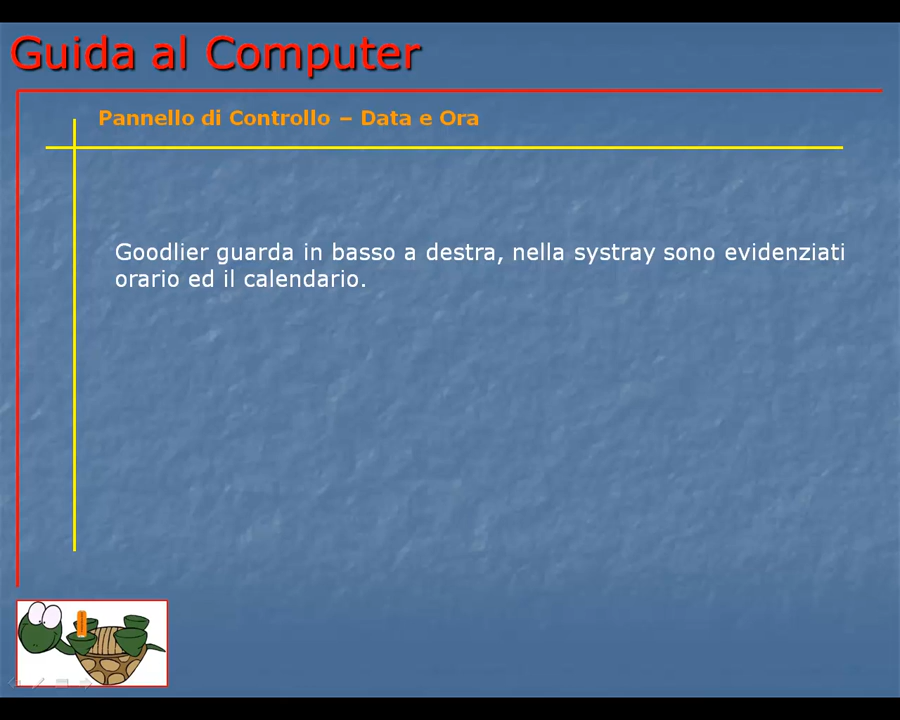 Guida al Computer
Pannello di Controllo – Data e Ora
Goodlier guarda in basso a destra, nella systray sono evidenziati
orario ed il calendario.